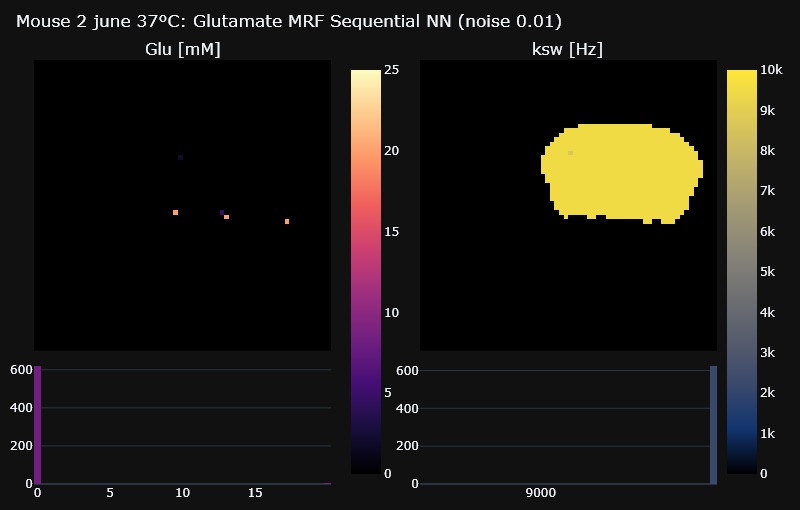 Mouse 2 june 37ºC: Glutamate MRF Sequential NN (noise 0.01)
Glu [mM]
ksw [Hz]
25
20
15
10
5
0
10k
9k
8k
7k
6k
5k
4k
3k
2k
1k
0
600
400
200
0
0
5
10
15
600
400
200
0
9000